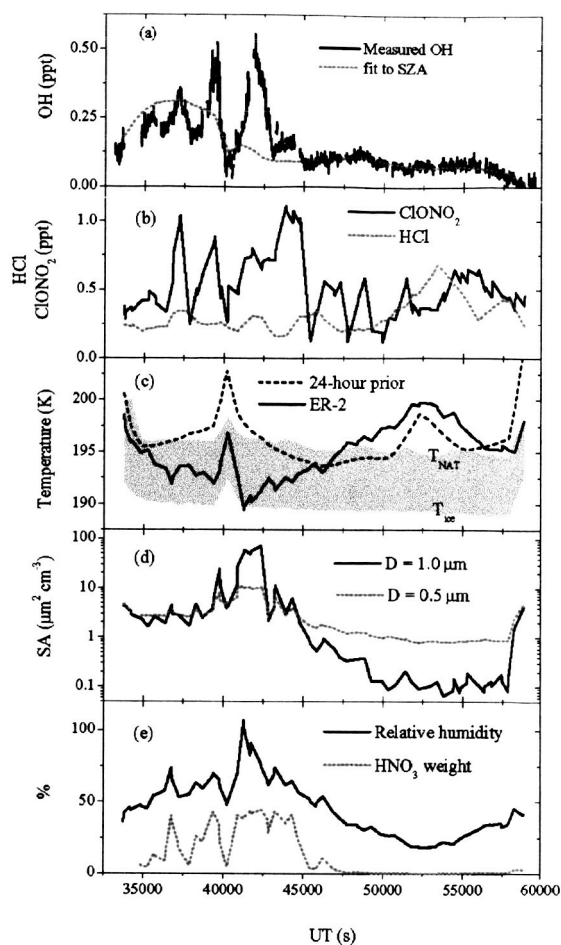 (a)
Measured OH
fit to SZA
OH (ppt)
0.50
0.25
0.00
(b)
ClONO2
HCl
HCl
ClONO2 (ppt)
1.0
0.5
0.0
(c)
24-hour prior
ER-2
Temperature (K)
200
195
190
TNAT
Tice
(d)
D = 1.0 µm
D = 0.5 µm
SA (µm2 cm-3)
100
10
1
0.1
(e)
Relative humidity
HNO3 weight
%
100
50
0
35000 40000 45000 50000 55000 60000
UT (s)